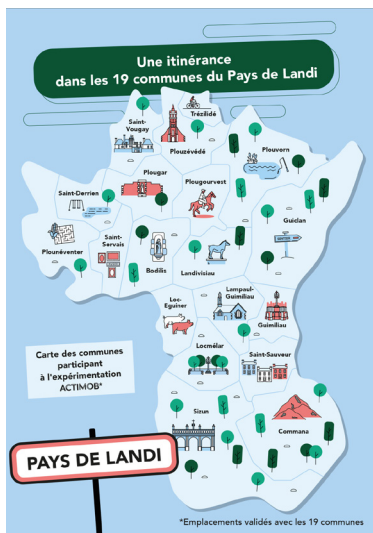 Une itinérance
dans les 19 communes du Pays de Landi
Trézilidé
Saint-
Vougay
Plouzévédé
Plouvorn
Plougar
Plougourvest
Saint-Derrien
Guiclan
Plounéventer
Saint-
Servais
Bodilis
Landivisiau
Loc-
Eguiner
Lampaul-
Guimiliau
Guimiliau
Locmélar
Saint-Sauveur
Carte des communes
participant
à l'expérimentation
ACTIMOB*
Sizun
Commana
PAYS DE LANDI
*Emplacements validés avec les 19 communes